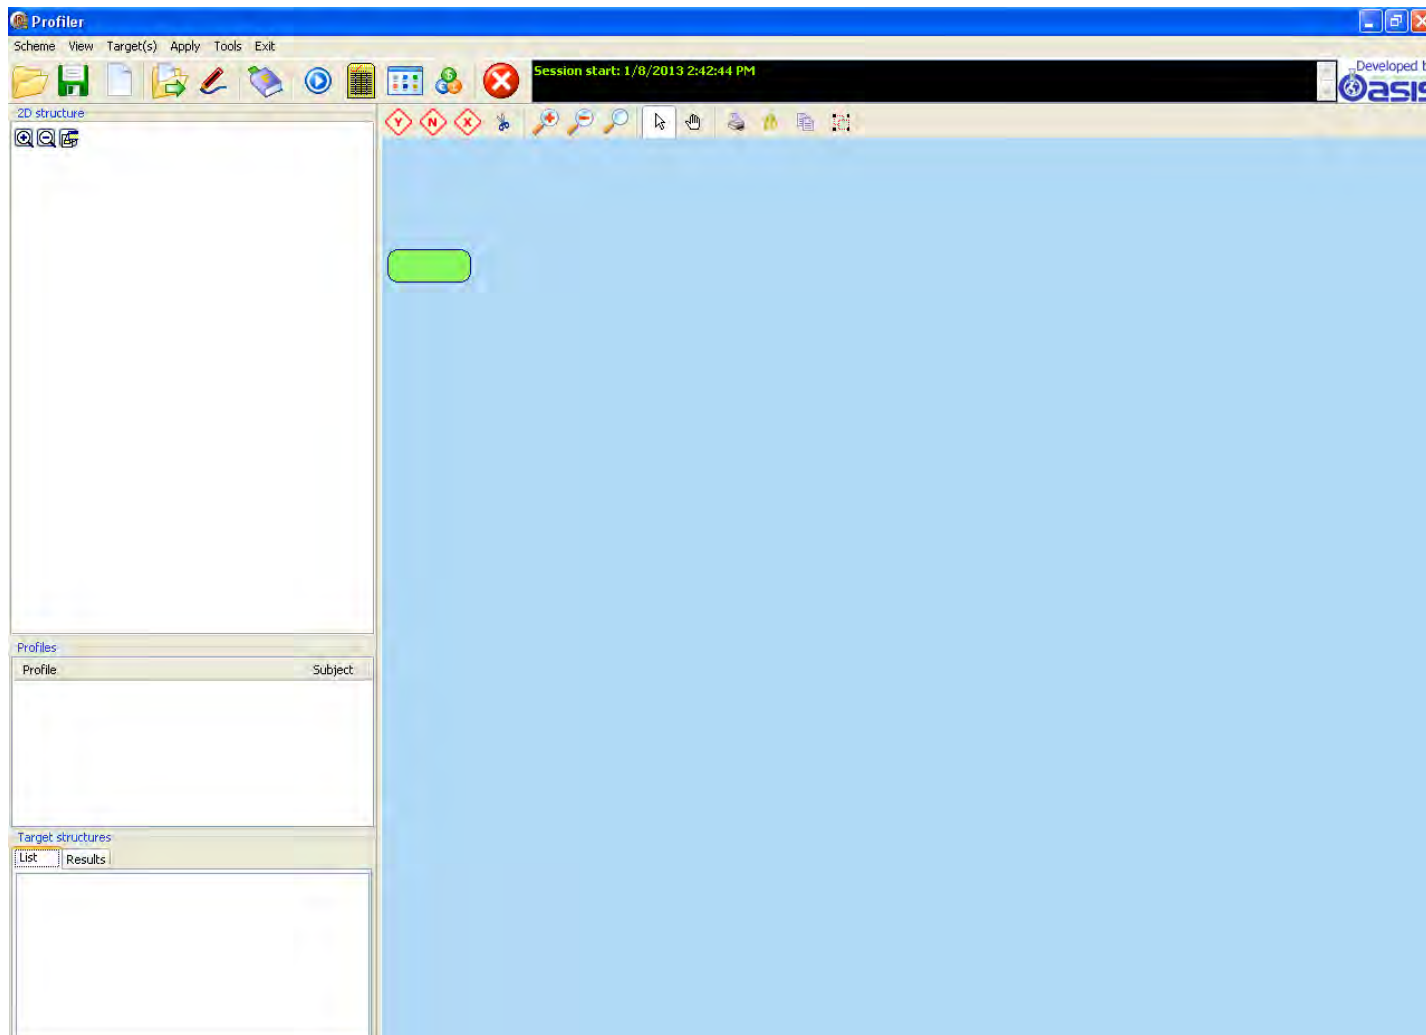 Profiler
Scheme View Target(s) Apply Tools Exit
Session start: 1/8/2013 2:42:44 PM
Developed b
Oasis
2D structure
Y N X
Profiles
Profile Subject
Target structures
List Results